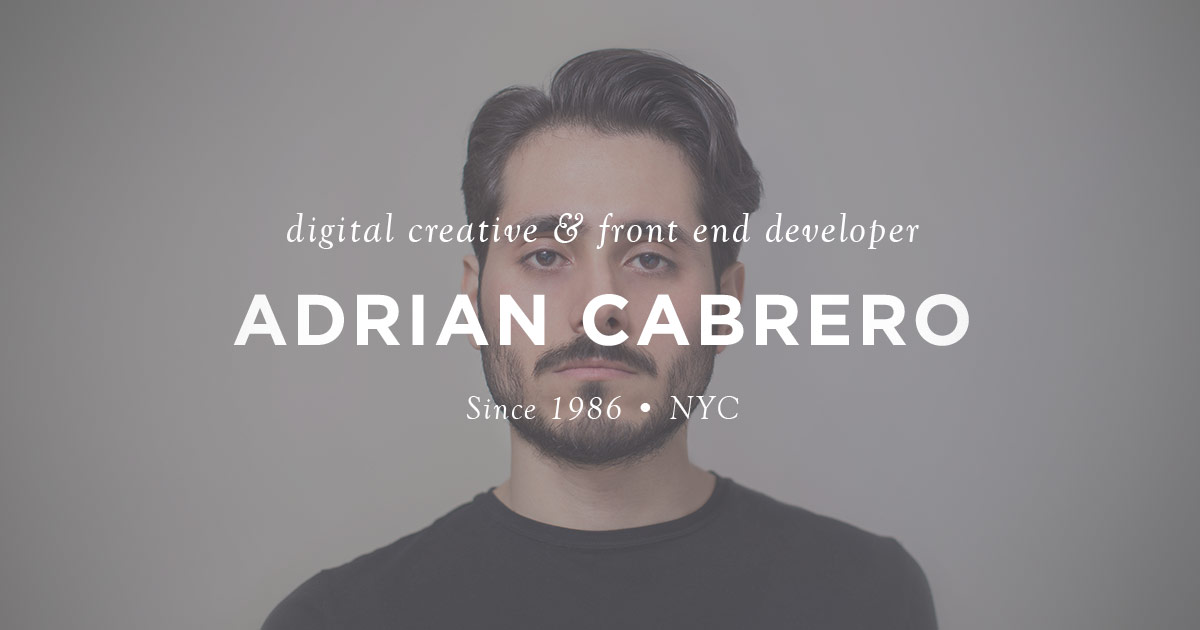 digital creative & front end developer
ADRIAN CABRERO
Since 1986 • NYC